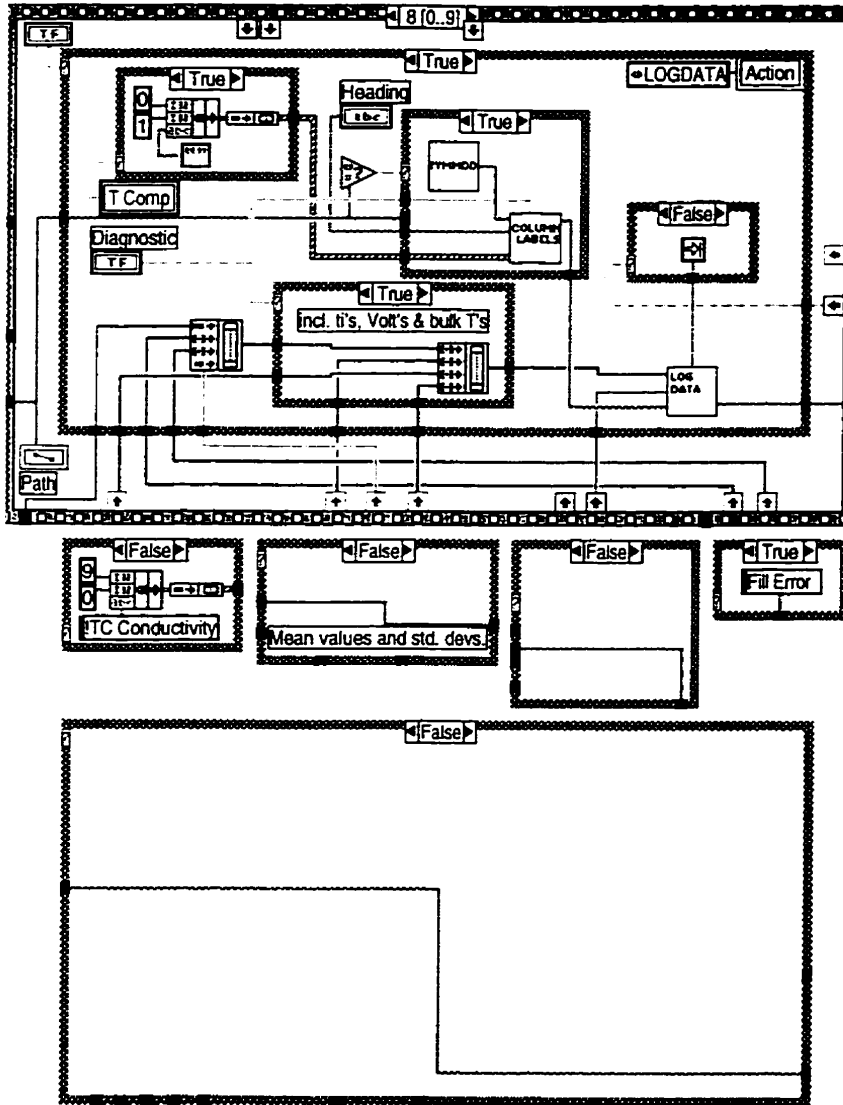 8 [0..9]
TF
True
LOGDATA
Action
True
0
1
Heading
abc
True
T Comp
COLUMN
LABELS
False
Diagnostic
TF
True
incl. ti's, Volt's & bulk T's
LOG
DATA
Path
False
9
0
!TC Conductivity
False
Mean values and std. devs.
False
True
Fill Error
False